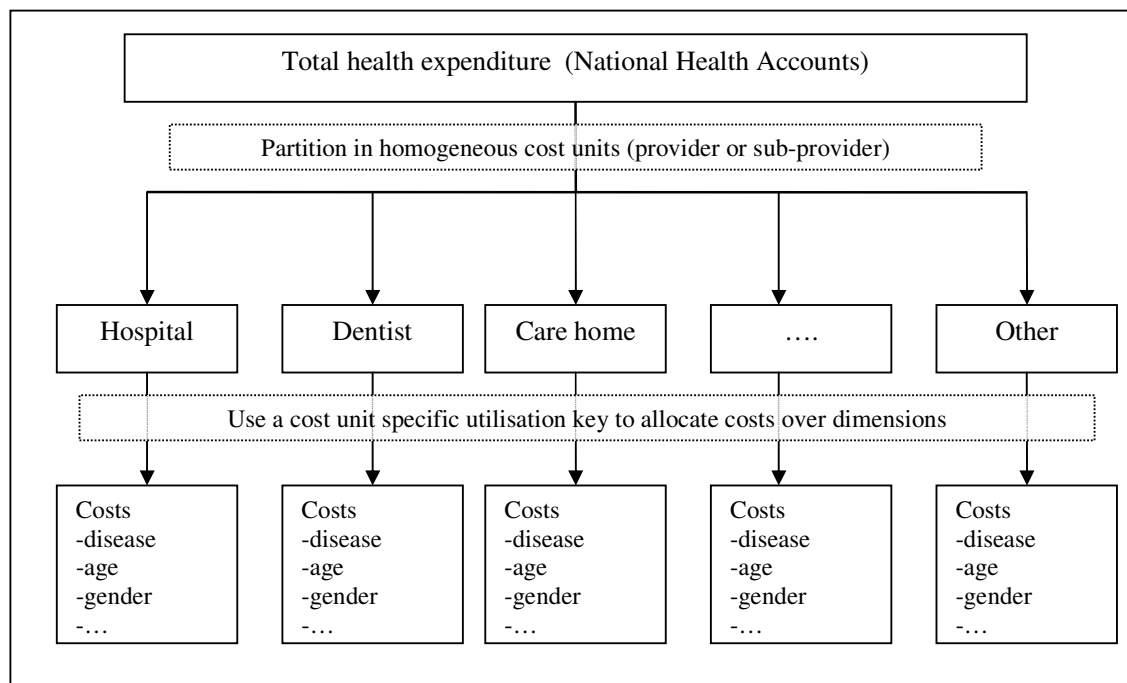 Total health expenditure (National Health Accounts)
Partition in homogeneous cost units (provider or sub-provider)
Hospital
Dentist
Care home
….
Other
Use a cost unit specific utilisation key to allocate costs over dimensions
Costs
-disease
-age
-gender
-…
Costs
-disease
-age
-gender
-…
Costs
-disease
-age
-gender
-…
Costs
-disease
-age
-gender
-…
Costs
-disease
-age
-gender
-…